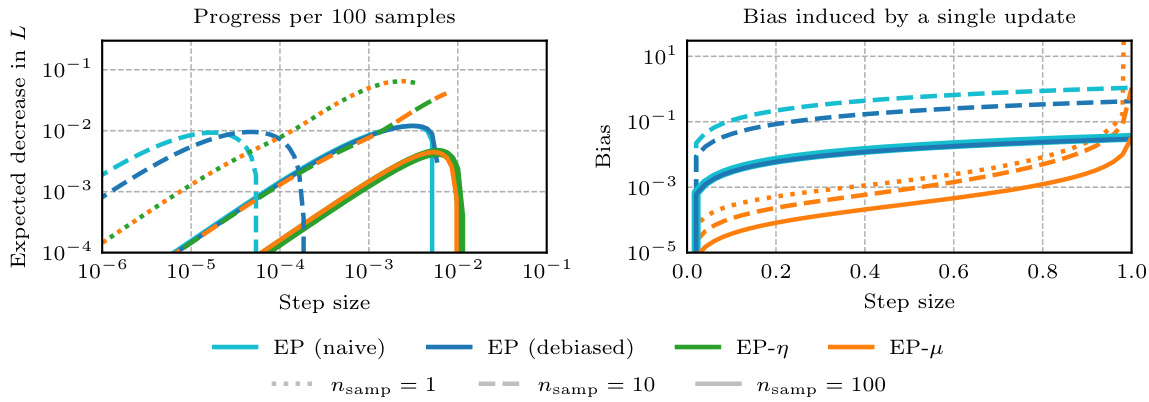 Progress per 100 samples
Expected decrease in L
10⁻¹
10⁻²
10⁻³
10⁻⁴
10⁻⁶ 10⁻⁵ 10⁻⁴ 10⁻³ 10⁻² 10⁻¹
Step size
Bias induced by a single update
Bias
10¹
10⁻¹
10⁻³
10⁻⁵
0.0 0.2 0.4 0.6 0.8 1.0
Step size
EP (naive) EP (debiased) EP-η EP-μ
n_samp = 1 n_samp = 10 n_samp = 100